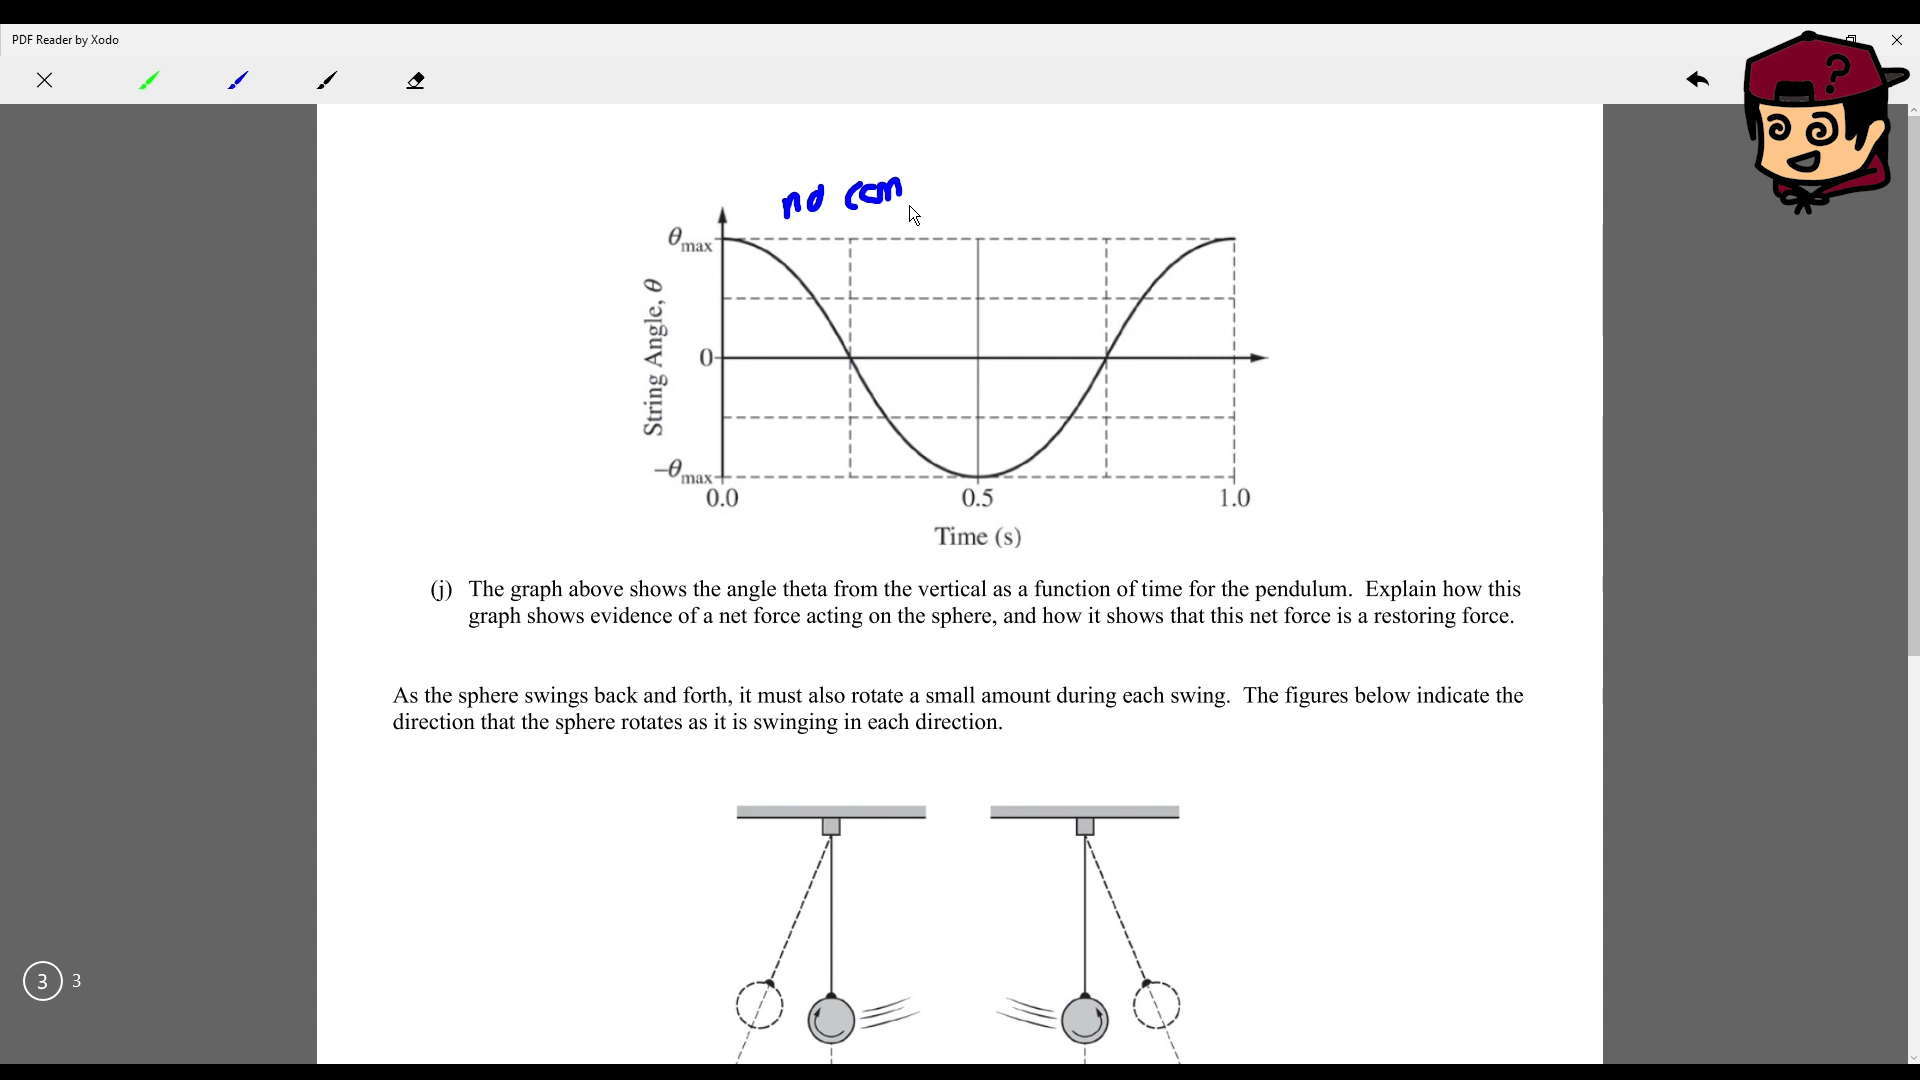 PDF Reader by Xodo
?
no con
θmax
String Angle, θ
0
–θmax
0.0 0.5 1.0
Time (s)
(j) The graph above shows the angle theta from the vertical as a function of time for the pendulum. Explain how this
graph shows evidence of a net force acting on the sphere, and how it shows that this net force is a restoring force.
As the sphere swings back and forth, it must also rotate a small amount during each swing. The figures below indicate the
direction that the sphere rotates as it is swinging in each direction.
3 3